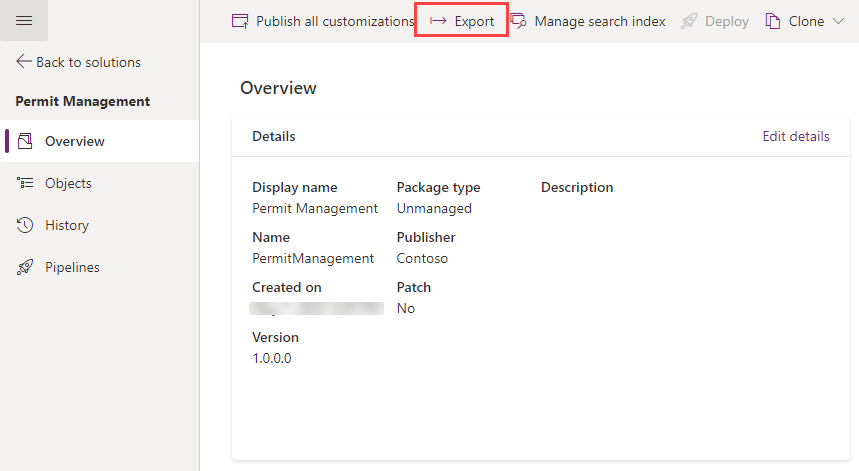 Publish all customizations Export Manage search index Deploy Clone
Back to solutions
Permit Management
Overview
Objects
History
Pipelines
Overview
Details Edit details
Display name Package type Description
Permit Management Unmanaged
Name Publisher
PermitManagement Contoso
Created on Patch
No
Version
1.0.0.0